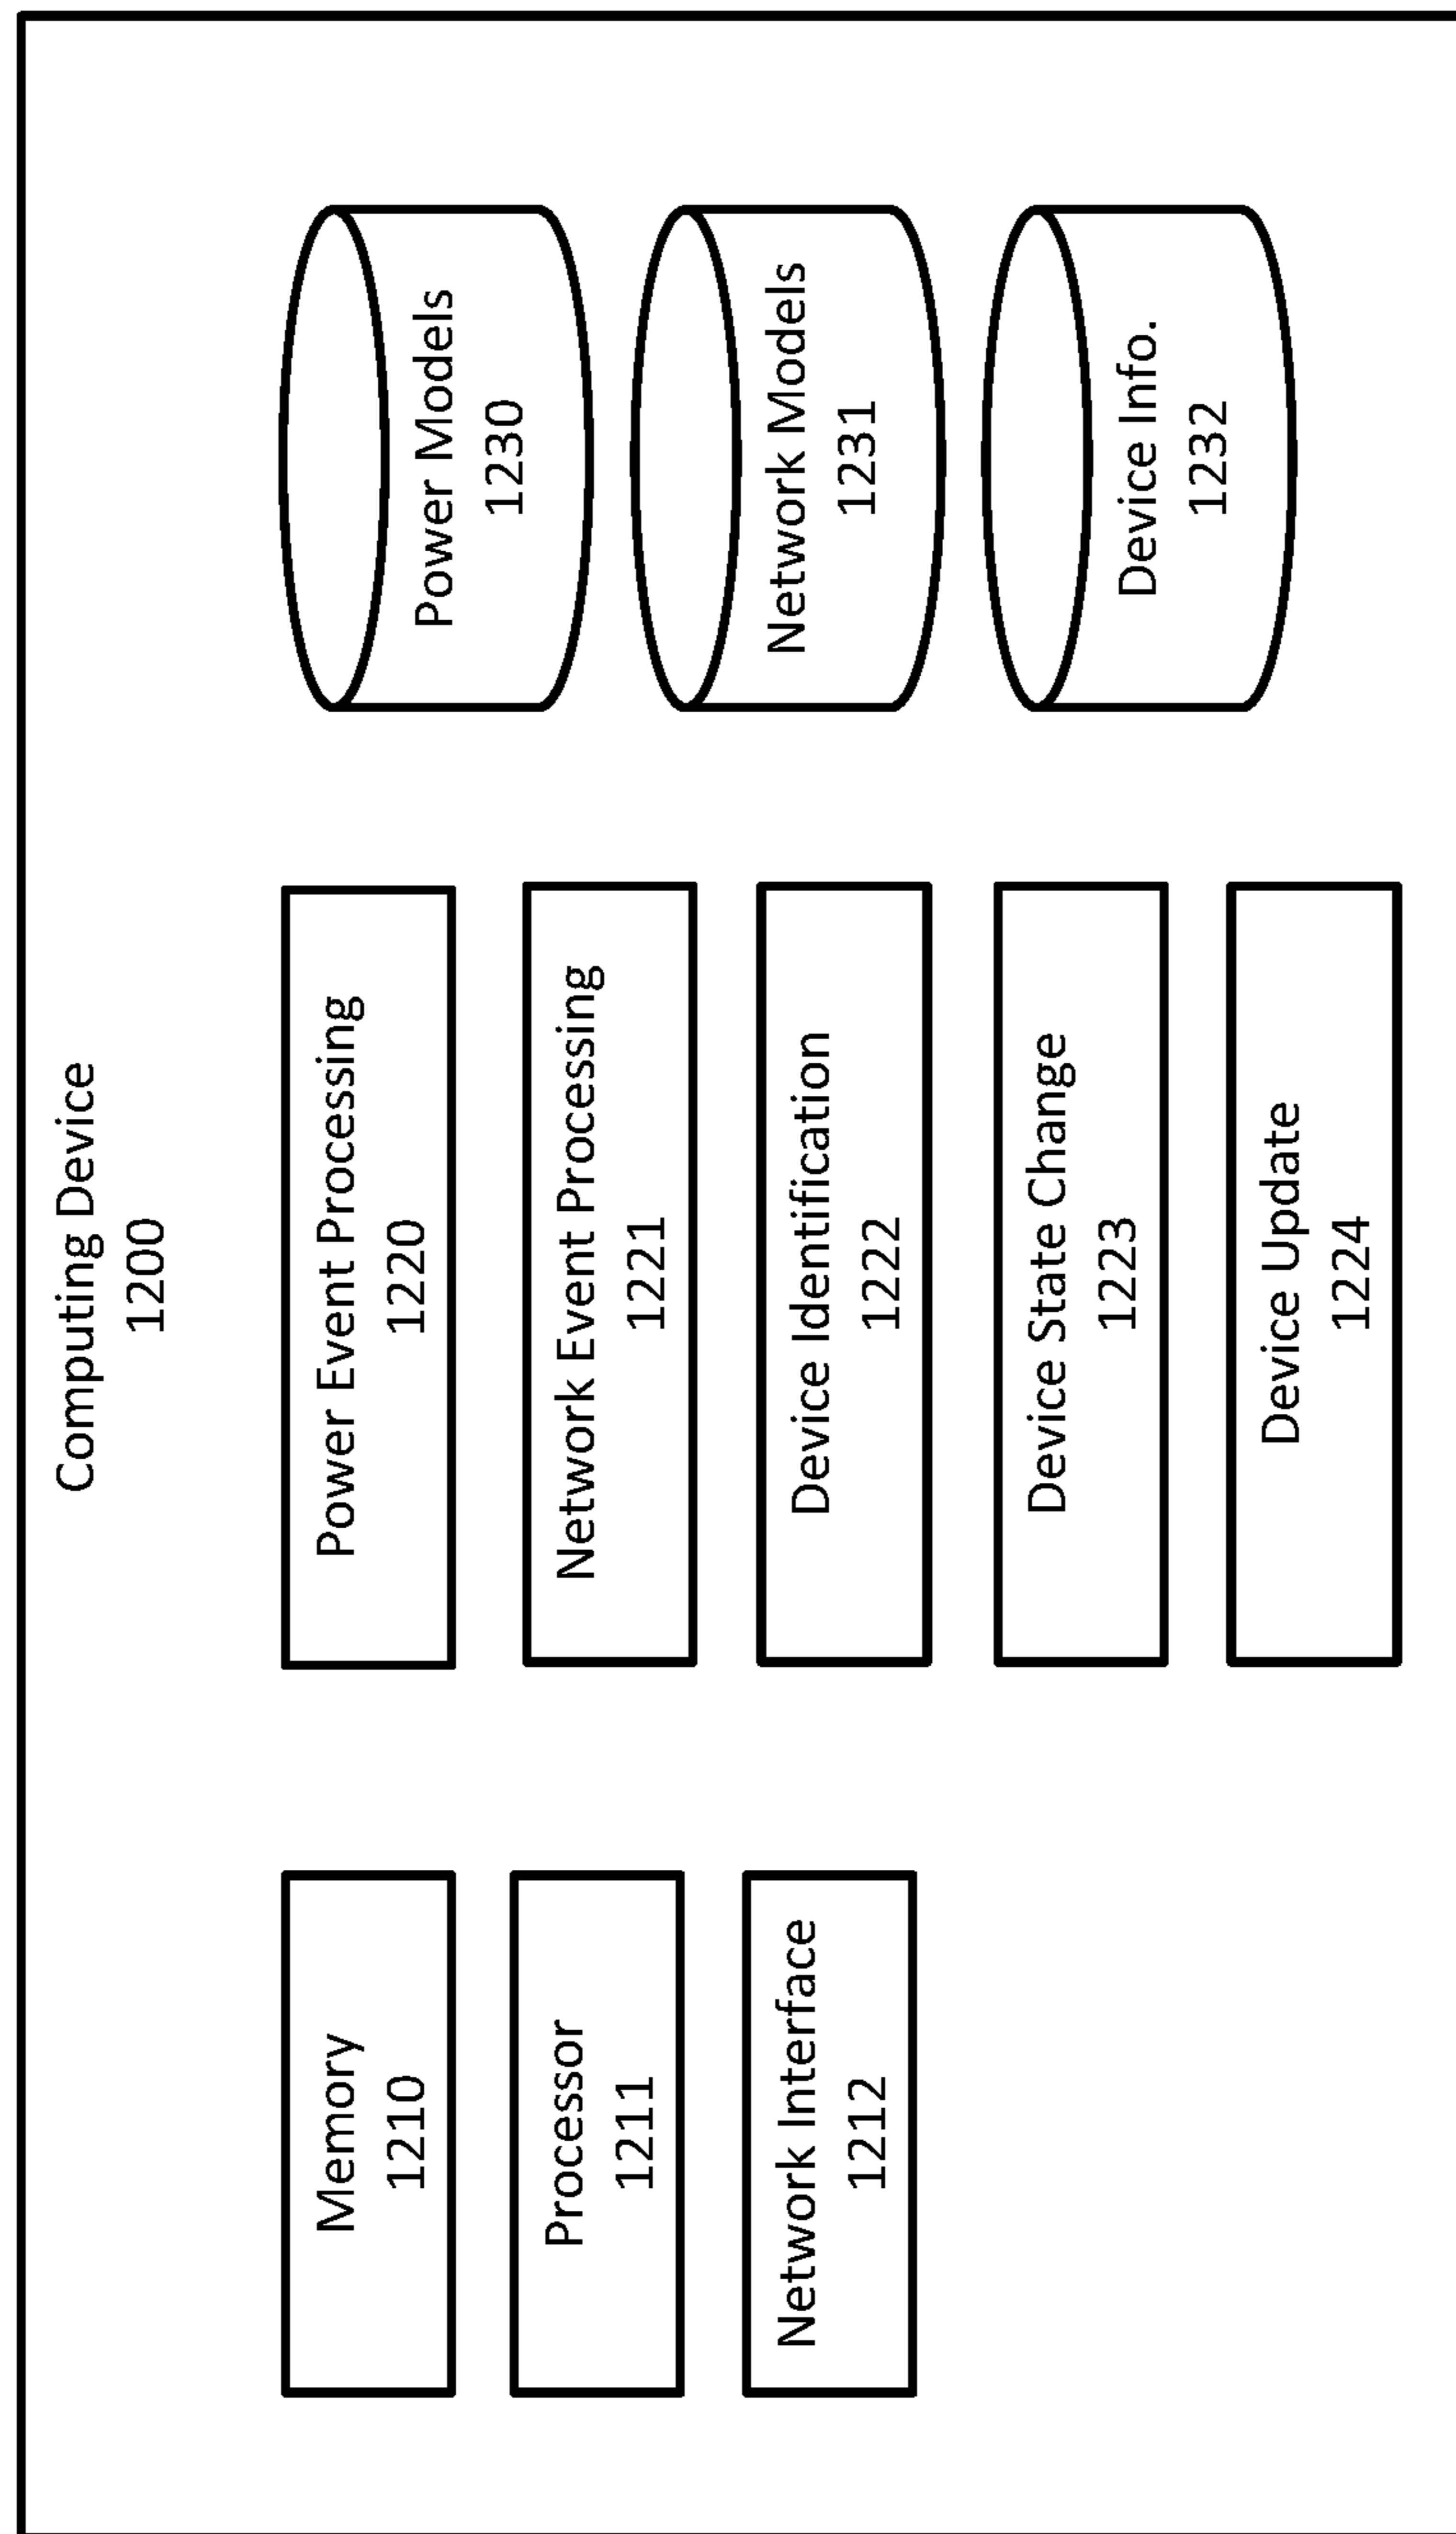 Computing Device
1200
Memory
1210
Processor
1211
Network Interface
1212
Power Event Processing
1220
Network Event Processing
1221
Device Identification
1222
Device State Change
1223
Device Update
1224
Power Models
1230
Network Models
1231
Device Info.
1232